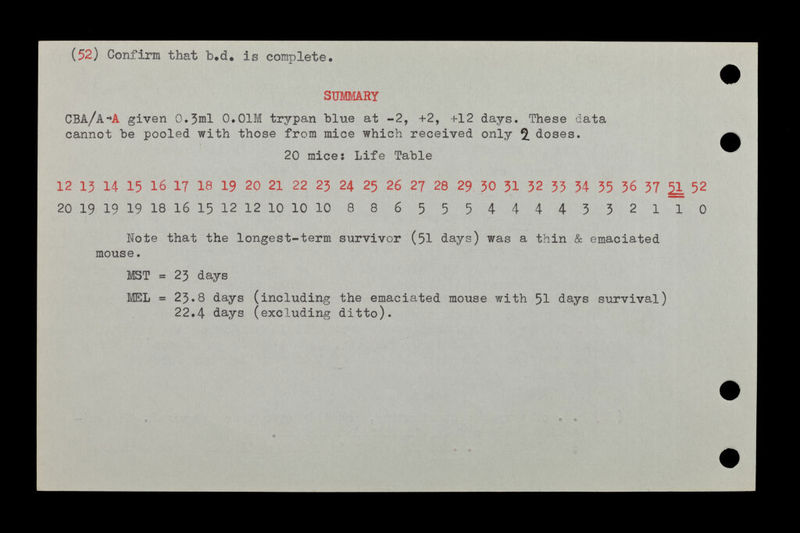 (52) Confirm that b.d. is complete.
SUMMARY
CBA/A→A given 0.3ml 0.01M trypan blue at -2, +2, +12 days. These data
cannot be pooled with those from mice which received only 2 doses.
20 mice: Life Table
12 13 14 15 16 17 18 19 20 21 22 23 24 25 26 27 28 29 30 31 32 33 34 35 36 37 51 52
20 19 19 19 18 16 15 12 12 10 10 10 8 8 6 5 5 5 4 4 4 4 3 3 2 1 1 0
Note that the longest-term survivor (51 days) was a thin & emaciated
mouse.
MST = 23 days
MEL = 23.8 days (including the emaciated mouse with 51 days survival)
22.4 days (excluding ditto).